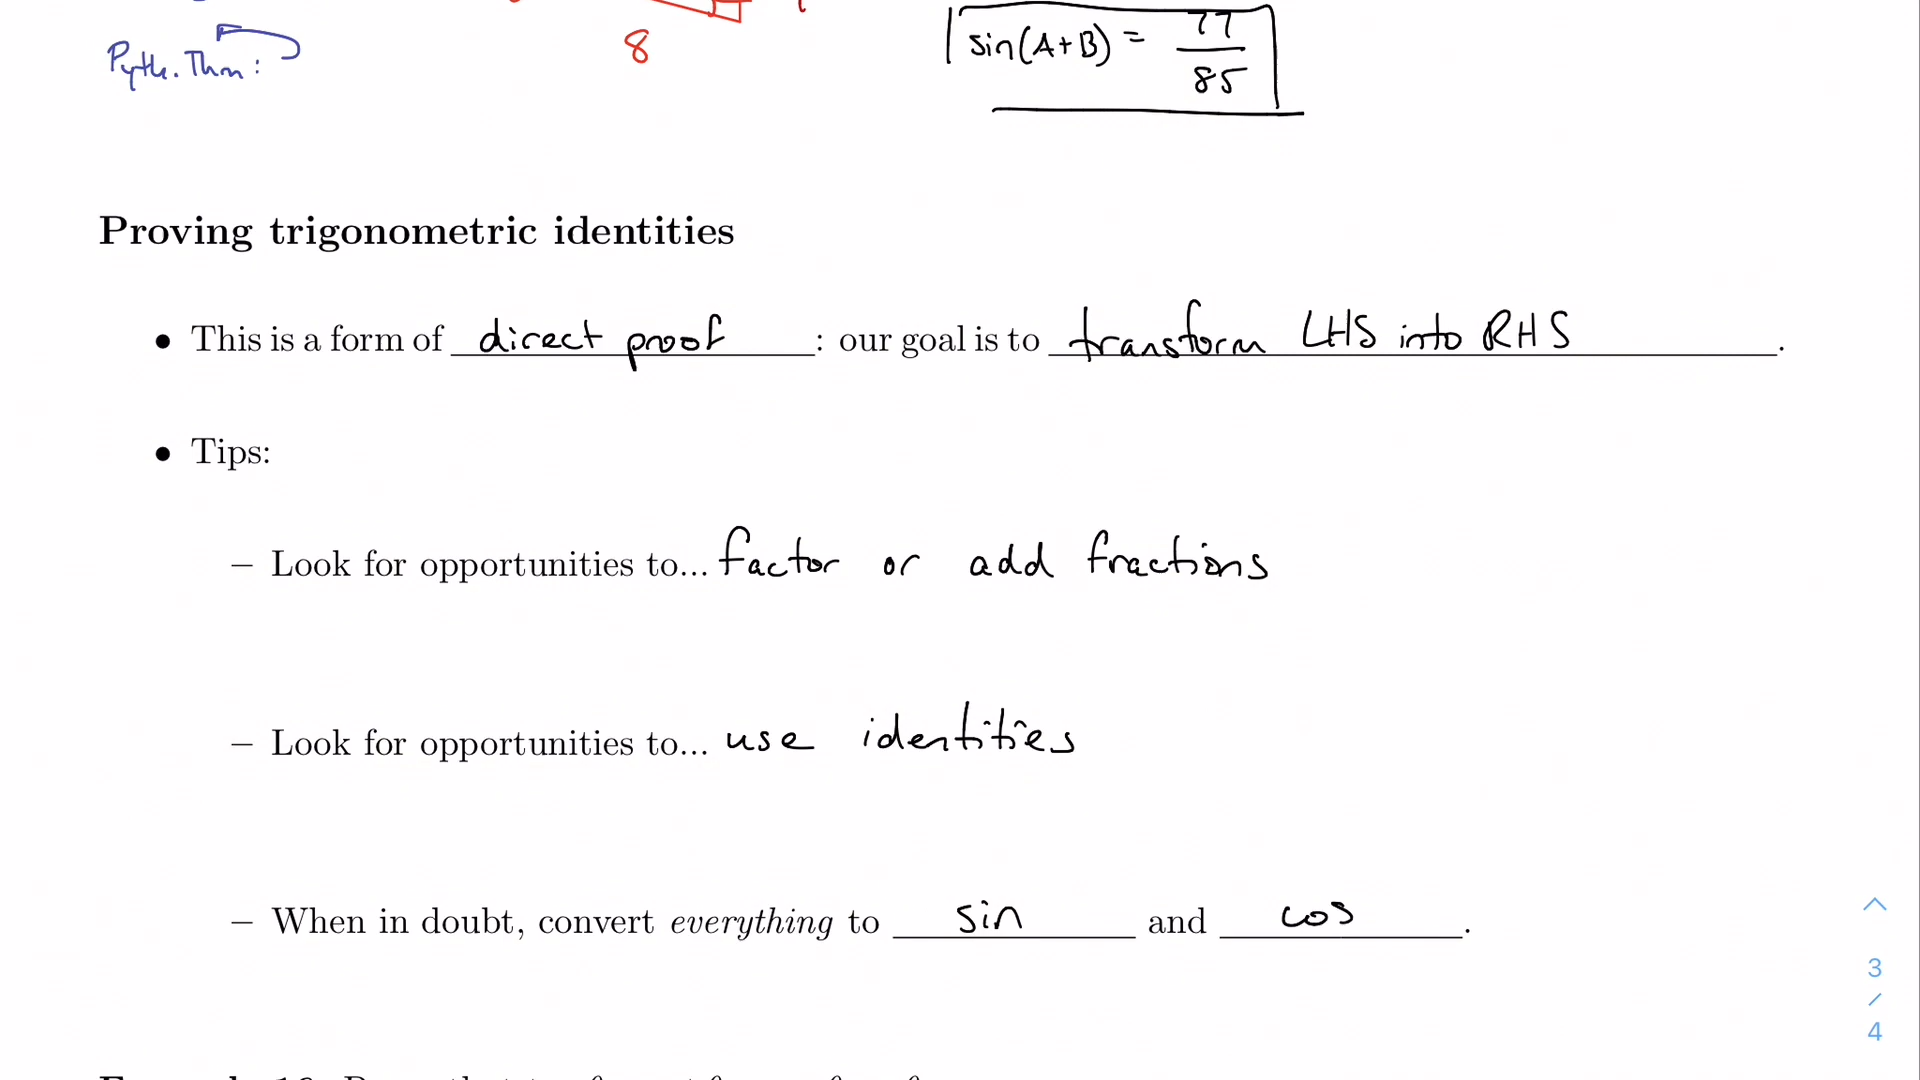 sin(A+B) = 77/85
Pyth. Thm:
8
Proving trigonometric identities
• This is a form of direct proof : our goal is to transform LHS into RHS .
• Tips:
– Look for opportunities to... factor or add fractions
– Look for opportunities to... use identities
– When in doubt, convert everything to sin and cos .
3
/
4